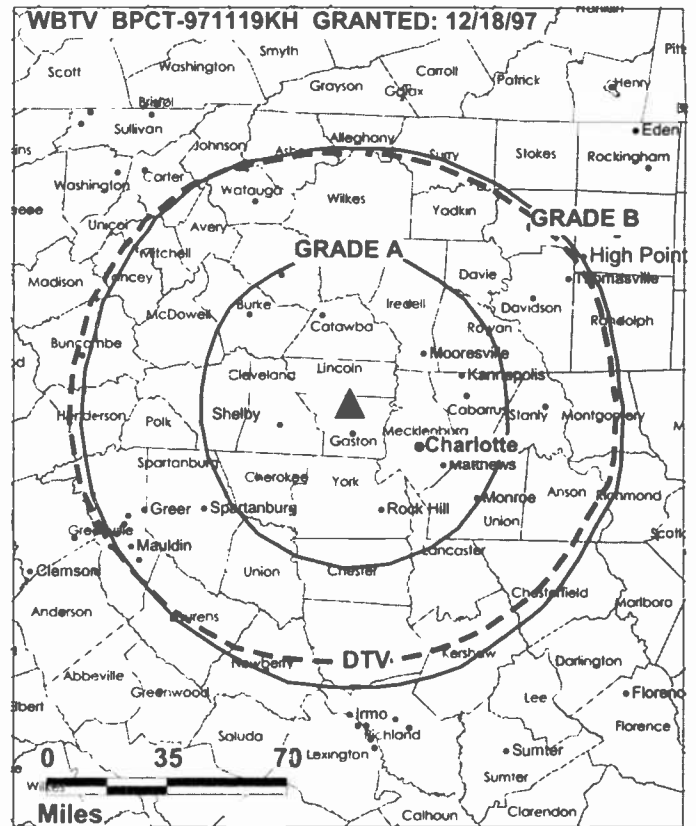 WBTV BPCT-971119KH GRANTED: 12/18/97
Smyth
Scott
Washington
Carroll
Grayson
Patrick
Henry
Galax
Bristol
Sullivan
Eden
Johnson
Alleghany
Surry
Stokes
Rockingham
Washington
Carter
Watauga
Wilkes
Yadkin
GRADE B
Avery
Mitchell
GRADE A
High Point
Madison
Davie
Thomasville
Burke
Iredell
Davidson
McDowell
Catawba
Rowan
Randolph
Buncombe
Mooresville
Lincoln
Cleveland
Kannapolis
Henderson
Polk
Shelby
Cabarrus
Stanly
Montgomery
Mecklenburg
Gaston
Charlotte
Spartanburg
Matthews
Cherokee
York
Anson
Richmond
Greer
Spartanburg
Rock Hill
Monroe
Union
Greenville
Mauldin
Lancaster
Clemson
Union
Chester
Chesterfield
Anderson
Marlboro
DTV
Newberry
Kershaw
Darlington
Abbeville
Greenwood
Lee
Irmo
Florence
Saluda
Richland
0 35 70
Lexington
Sumter
Sumter
Miles
Calhoun
Clarendon